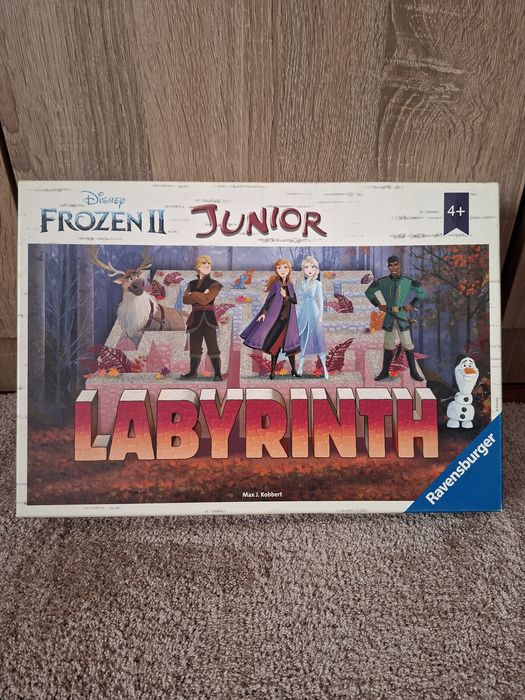 Disney
FROZEN II
JUNIOR
4+
LABYRINTH
Max J. Kobbert
Ravensburger